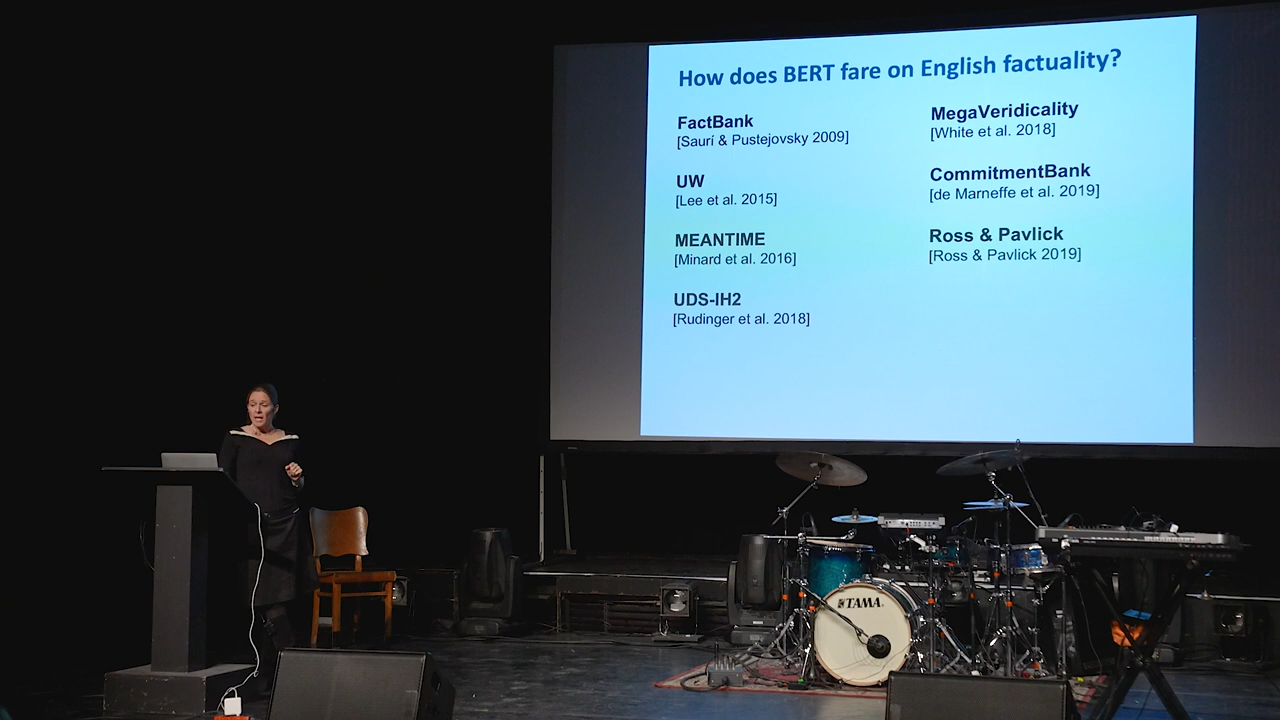 How does BERT fare on English factuality?
FactBank
[Saurí & Pustejovsky 2009]
UW
[Lee et al. 2015]
MEANTIME
[Minard et al. 2016]
UDS-IH2
[Rudinger et al. 2018]
MegaVeridicality
[White et al. 2018]
CommitmentBank
[de Marneffe et al. 2019]
Ross & Pavlick
[Ross & Pavlick 2019]
TAMA